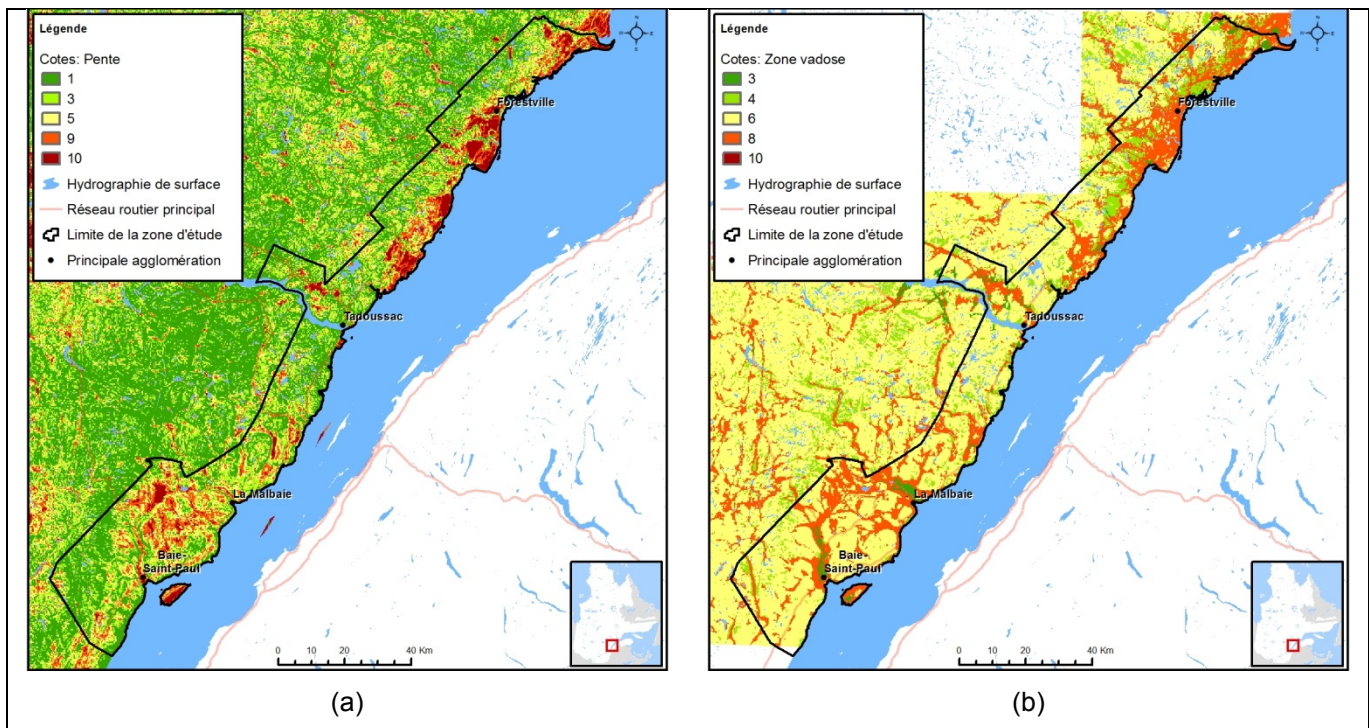 Légende
Cotes: Pente
1
3
5
9
10
Hydrographie de surface
Réseau routier principal
Limite de la zone d'étude
Principale agglomération
N
E
S
Forestville
Tadoussac
La Malbaie
Baie-
Saint-Paul
0 10 20 40 Km
(a)
Légende
Cotes: Zone vadose
3
4
6
8
10
Hydrographie de surface
Réseau routier principal
Limite de la zone d'étude
Principale agglomération
N
E
S
Forestville
Tadoussac
La Malbaie
Baie-
Saint-Paul
0 10 20 40 Km
(b)